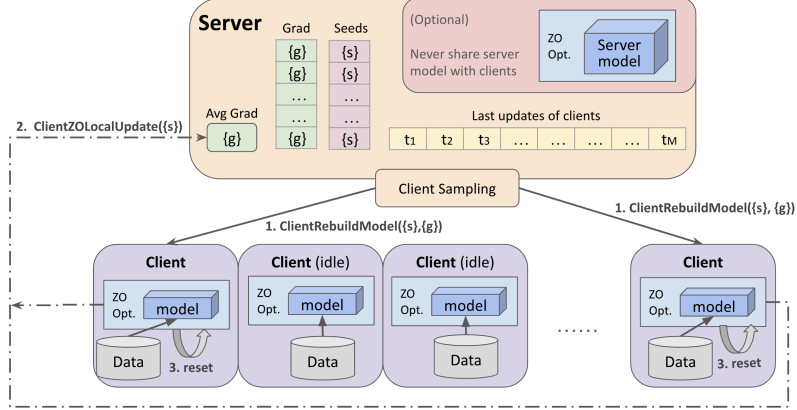 Server
Grad
Seeds
{g}
{s}
{g}
{s}
...
...
...
...
{g}
{s}
(Optional)
Never share server
model with clients
ZO
Opt.
Server
model
Avg Grad
{g}
2. ClientZOLocalUpdate({s})
Last updates of clients
t1 t2 t3 ... ... ... ... tM
Client Sampling
1. ClientRebuildModel({s},{g})
1. ClientRebuildModel({s}, {g})
Client
ZO
Opt.
model
Data
3. reset
Client (idle)
ZO
Opt.
model
Data
Client (idle)
ZO
Opt.
model
Data
......
Client
ZO
Opt.
model
Data
3. reset